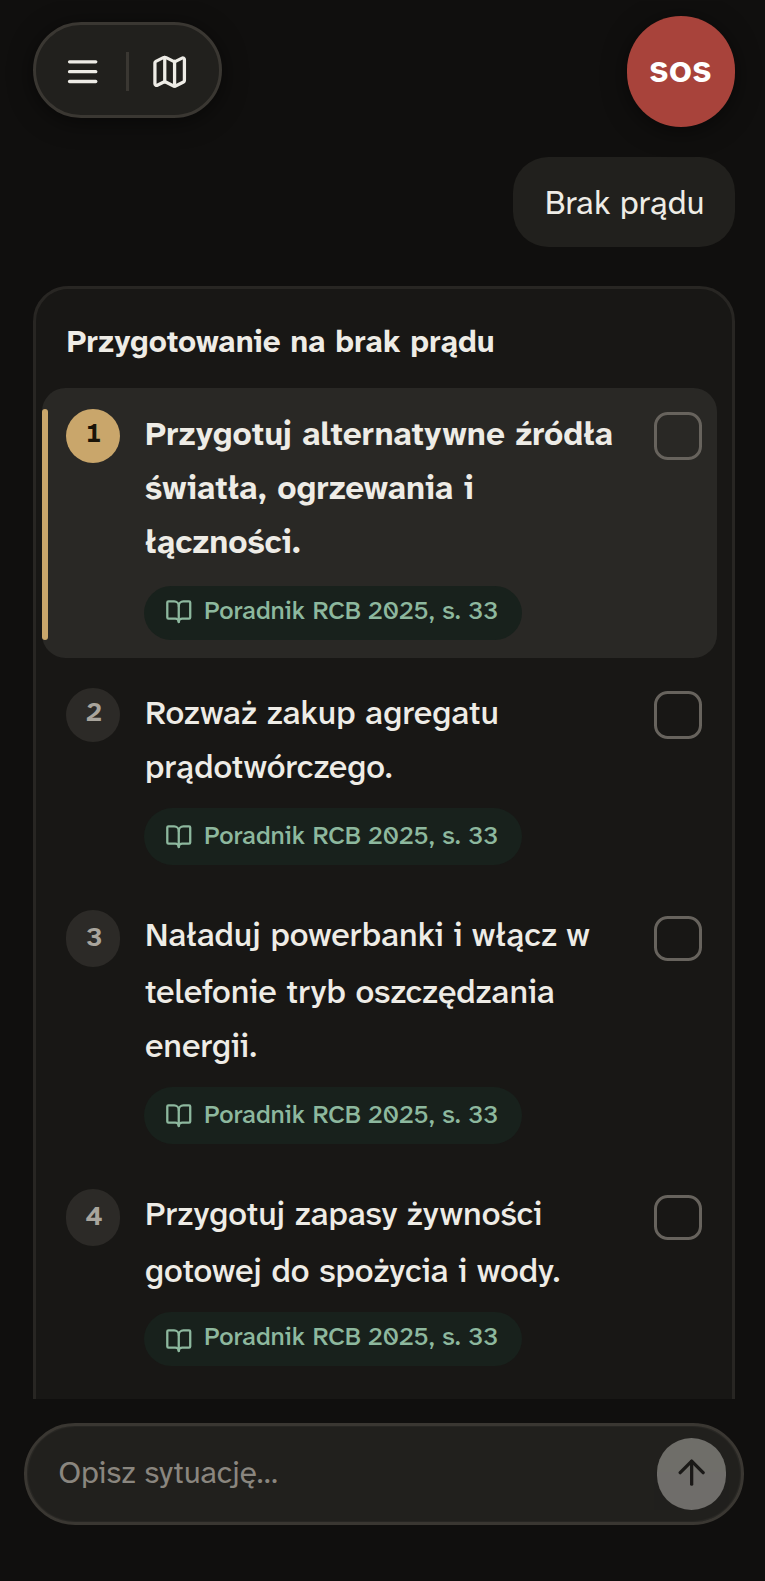 sos
Brak prądu
Przygotowanie na brak prądu
1
Przygotuj alternatywne źródła
światła, ogrzewania i
łączności.
Poradnik RCB 2025, s. 33
2
Rozważ zakup agregatu
prądotwórczego.
Poradnik RCB 2025, s. 33
3
Naładuj powerbanki i włącz w
telefonie tryb oszczędzania
energii.
Poradnik RCB 2025, s. 33
4
Przygotuj zapasy żywności
gotowej do spożycia i wody.
Poradnik RCB 2025, s. 33
Opisz sytuację...